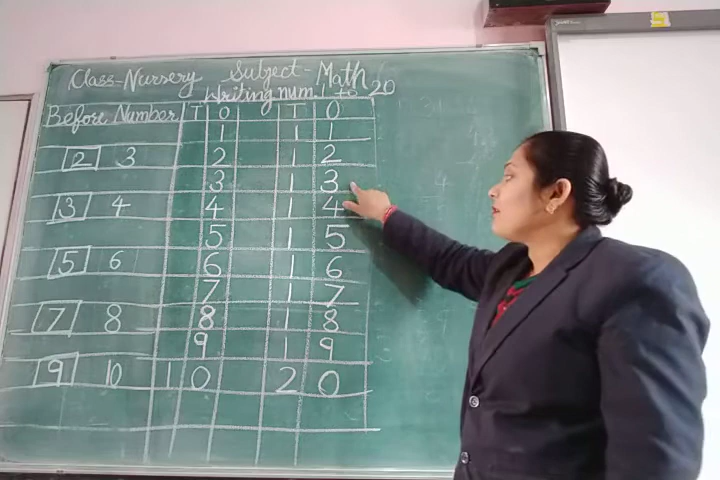 Class-Nursery Subject-Math
Writing num. 1 to 20
Before Number T O T O
1 1 1
2 3 2 1 2
3 1 3
3 4 4 1 4
5 1 5
5 6 6 1 6
7 1 7
7 8 8 1 8
9 1 9
9 10 1 0 2 0